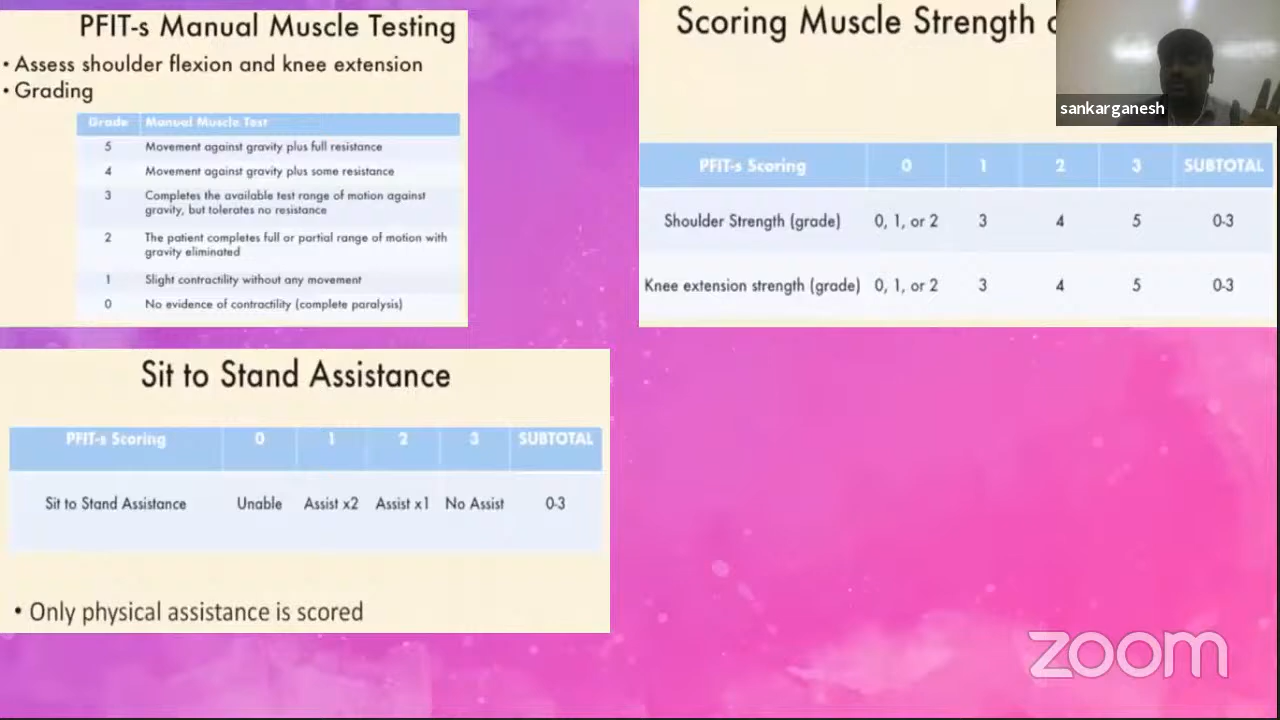 PFIT-s Manual Muscle Testing
• Assess shoulder flexion and knee extension
• Grading
Grade Manual Muscle Test
5 Movement against gravity plus full resistance
4 Movement against gravity plus some resistance
3 Completes the available test range of motion against
gravity, but tolerates no resistance
2 The patient completes full or partial range of motion with
gravity eliminated
1 Slight contractility without any movement
0 No evidence of contractility (complete paralysis)
Scoring Muscle Strength
sankarganesh
PFIT-s Scoring 0 1 2 3 SUBTOTAL
Shoulder Strength (grade) 0, 1, or 2 3 4 5 0-3
Knee extension strength (grade) 0, 1, or 2 3 4 5 0-3
Sit to Stand Assistance
PFIT-s Scoring 0 1 2 3 SUBTOTAL
Sit to Stand Assistance Unable Assist x2 Assist x1 No Assist 0-3
• Only physical assistance is scored
zoom